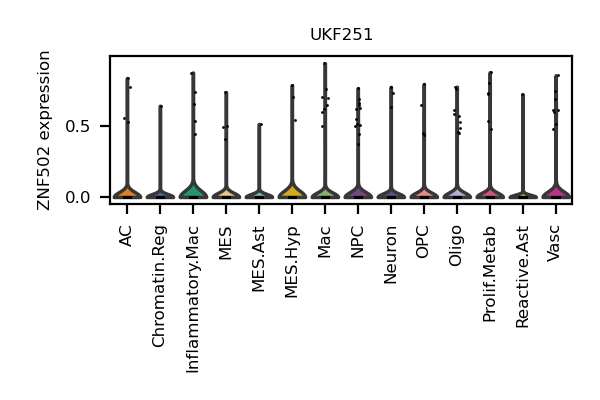 UKF251
ZNF502 expression
0.5
0.0
AC
Chromatin.Reg
Inflammatory.Mac
MES
MES.Ast
MES.Hyp
Mac
NPC
Neuron
OPC
Oligo
Prolif.Metab
Reactive.Ast
Vasc